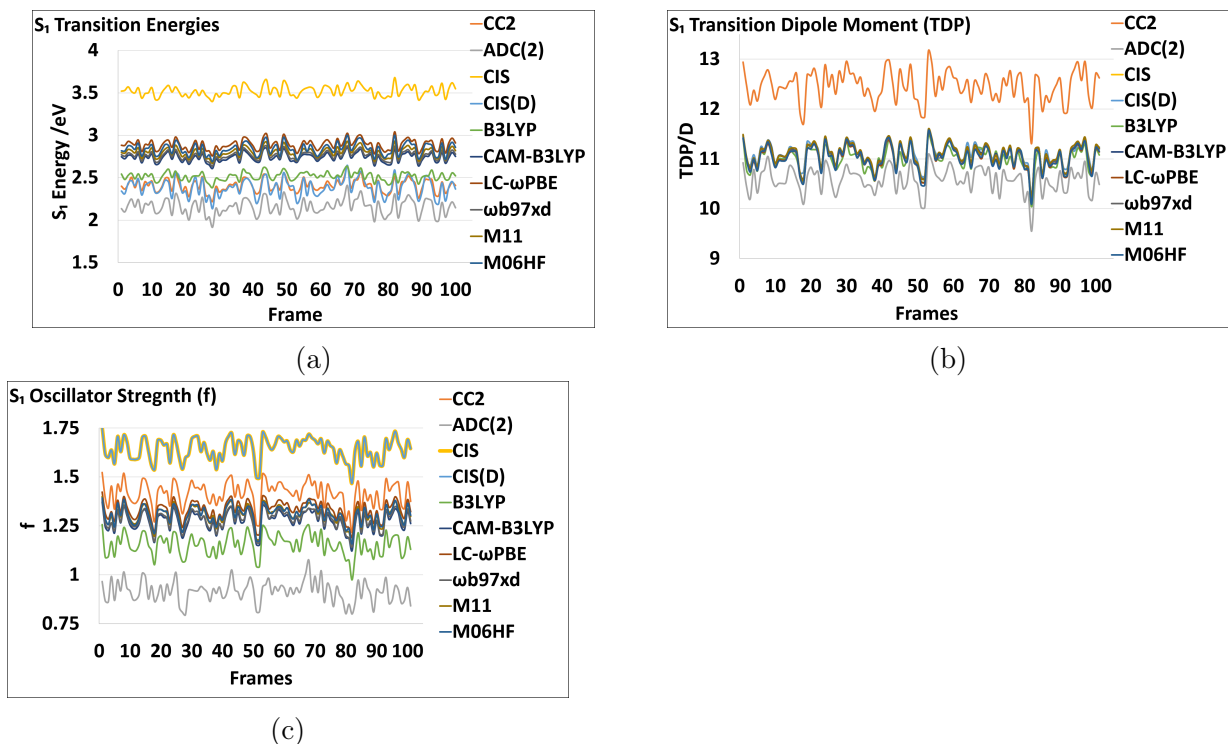 S₁ Transition Energies
4
3.5
3
2.5
2
1.5
S₁ Energy /eV
0 10 20 30 40 50 60 70 80 90 100
Frame
CC2
ADC(2)
CIS
CIS(D)
B3LYP
CAM-B3LYP
LC-ωPBE
ωb97xd
M11
M06HF
(a)
S₁ Transition Dipole Moment (TDP)
13
12
11
10
9
TDP/D
0 10 20 30 40 50 60 70 80 90 100
Frames
CC2
ADC(2)
CIS
CIS(D)
B3LYP
CAM-B3LYP
LC-ωPBE
ωb97xd
M11
M06HF
(b)
S₁ Oscillator Stregnth (f)
1.75
1.5
1.25
1
0.75
f
0 10 20 30 40 50 60 70 80 90 100
Frames
CC2
ADC(2)
CIS
CIS(D)
B3LYP
CAM-B3LYP
LC-ωPBE
ωb97xd
M11
M06HF
(c)